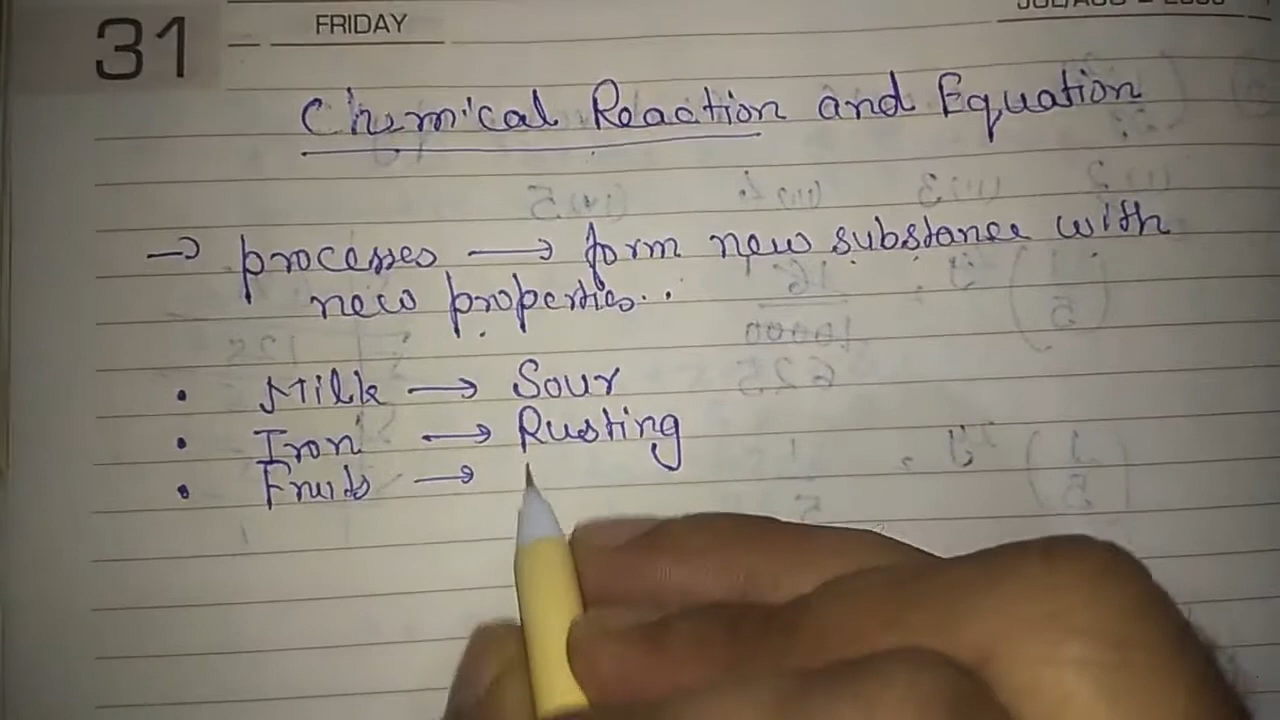 31
FRIDAY
Chemical Reaction and Equation
→ processes → form new substance with
new properties..
• Milk → Sour
• Iron → Rusting
• Fruits →